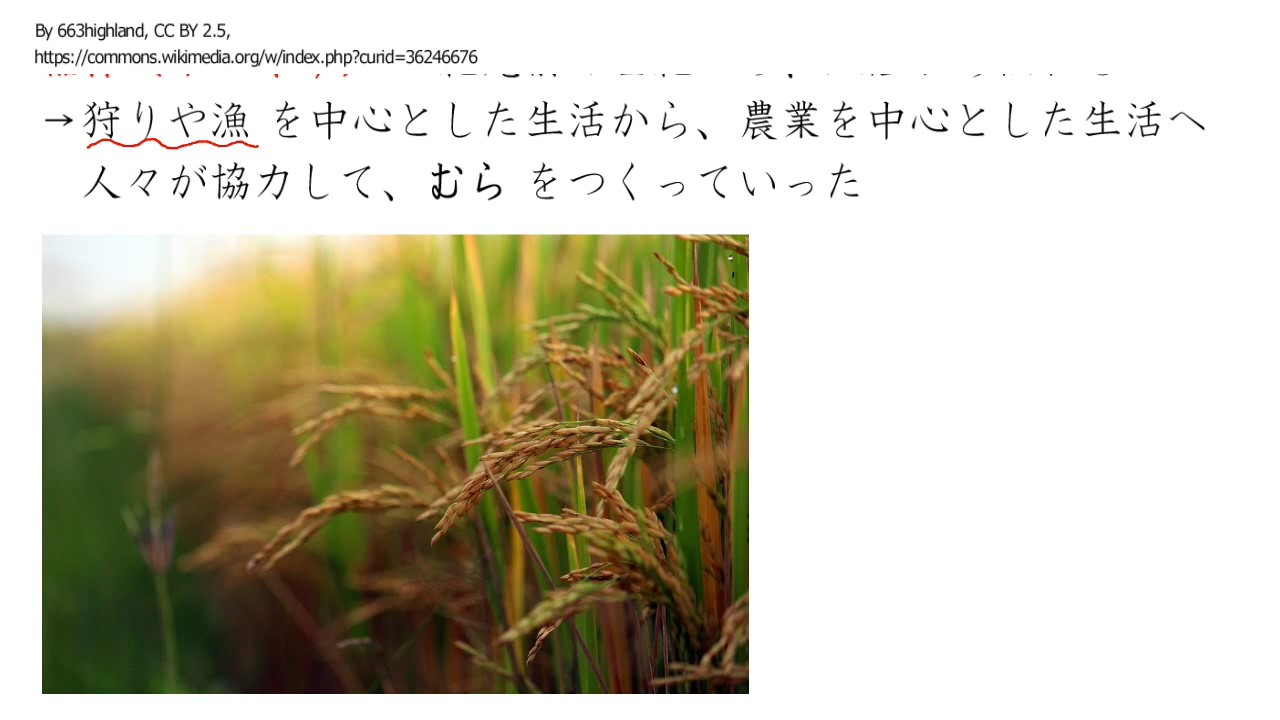 By 663highland, CC BY 2.5,
https://commons.wikimedia.org/w/index.php?curid=36246676
→狩りや漁 を中心とした生活から、農業を中心とした生活へ
人々が協力して、むら をつくっていった